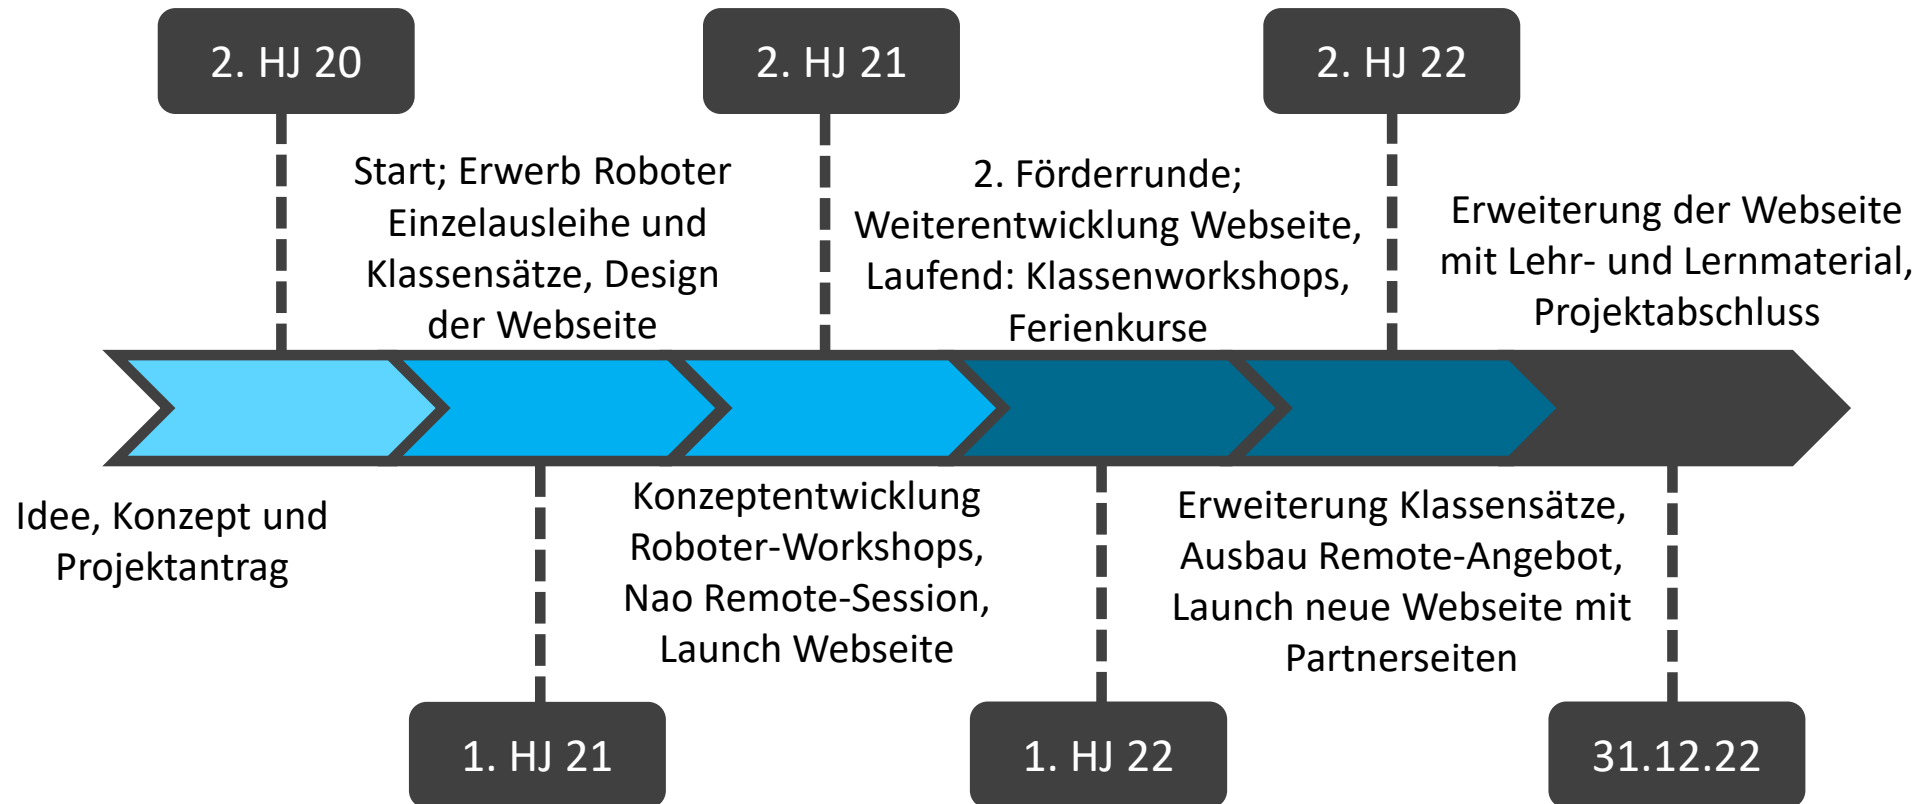 2. HJ 20
2. HJ 21
2. HJ 22
Start; Erwerb Roboter
Einzelausleihe und
Klassensätze, Design
der Webseite
2. Förderrunde;
Weiterentwicklung Webseite,
Laufend: Klassenworkshops,
Ferienkurse
Erweiterung der Webseite
mit Lehr- und Lernmaterial,
Projektabschluss
Idee, Konzept und
Projektantrag
Konzeptentwicklung
Roboter-Workshops,
Nao Remote-Session,
Launch Webseite
Erweiterung Klassensätze,
Ausbau Remote-Angebot,
Launch neue Webseite mit
Partnerseiten
1. HJ 21
1. HJ 22
31.12.22